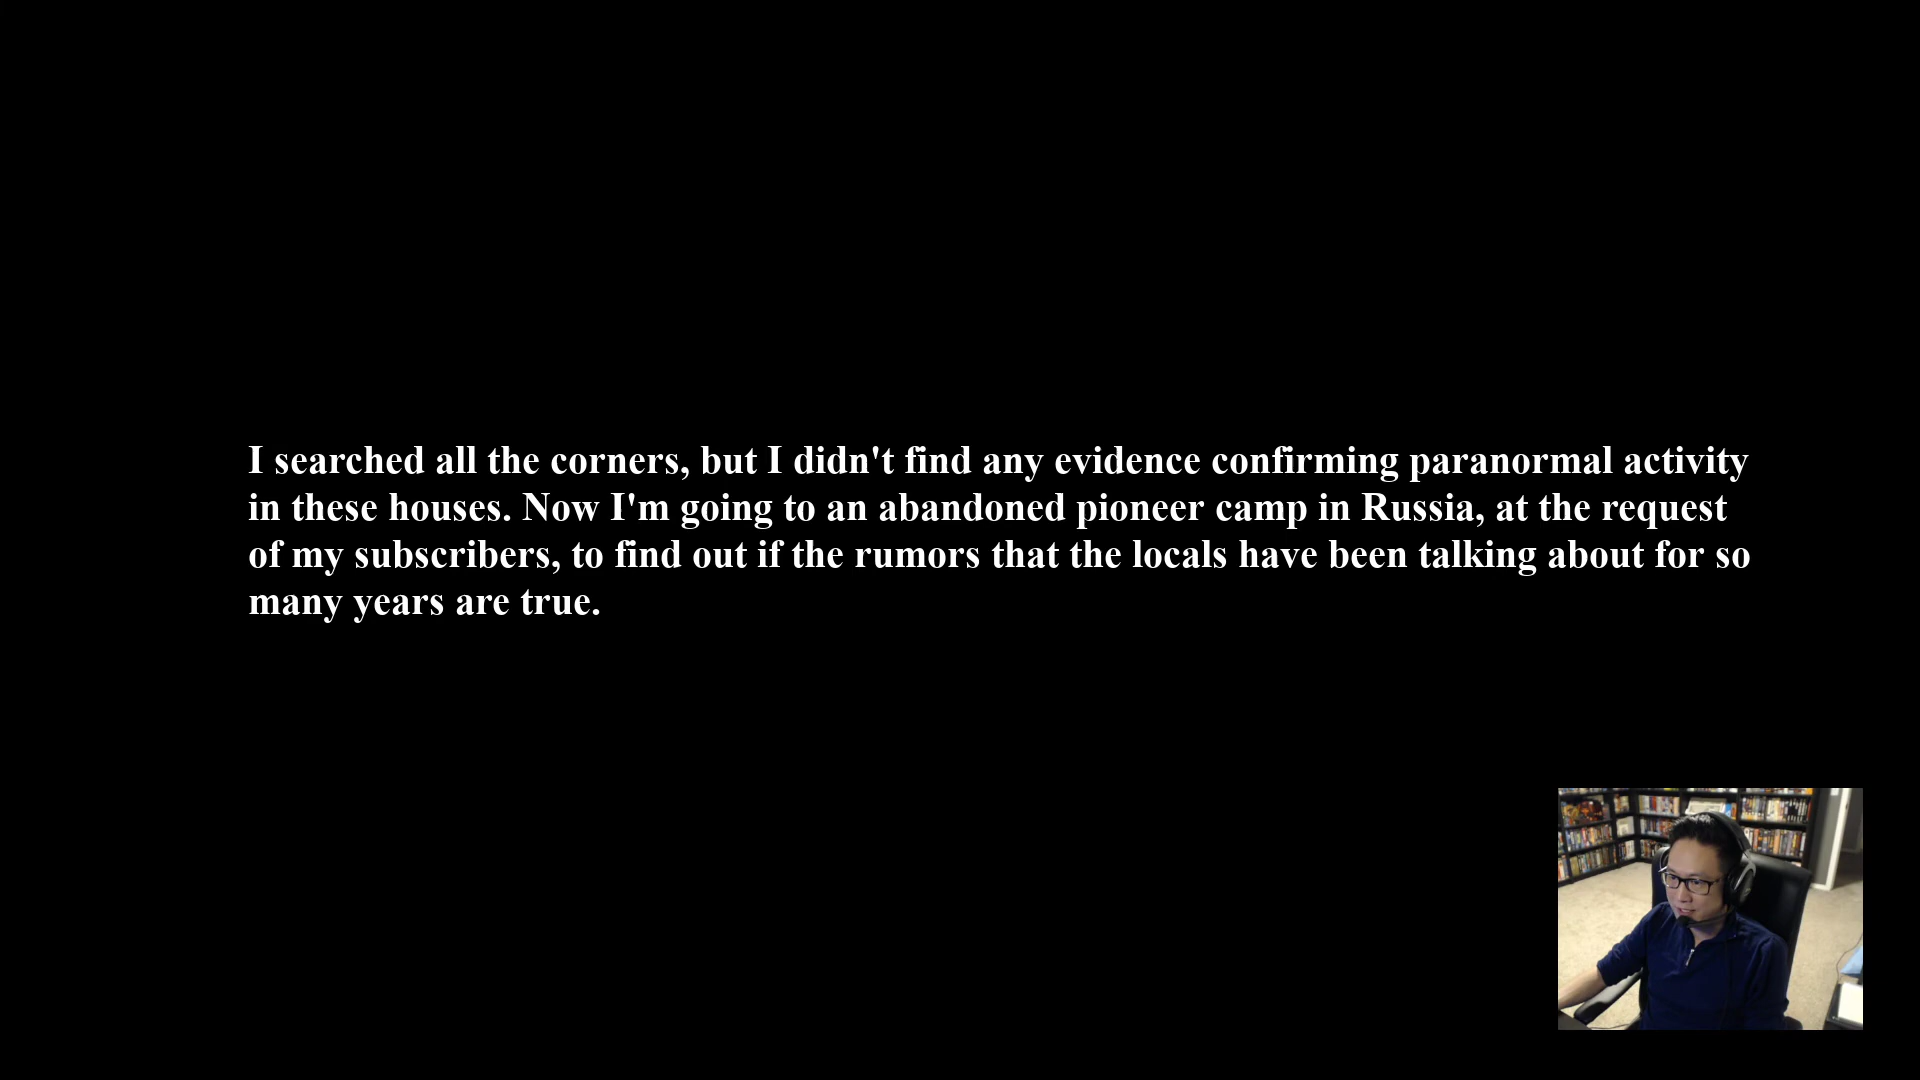 I searched all the corners, but I didn't find any evidence confirming paranormal activity
in these houses. Now I'm going to an abandoned pioneer camp in Russia, at the request
of my subscribers, to find out if the rumors that the locals have been talking about for so
many years are true.